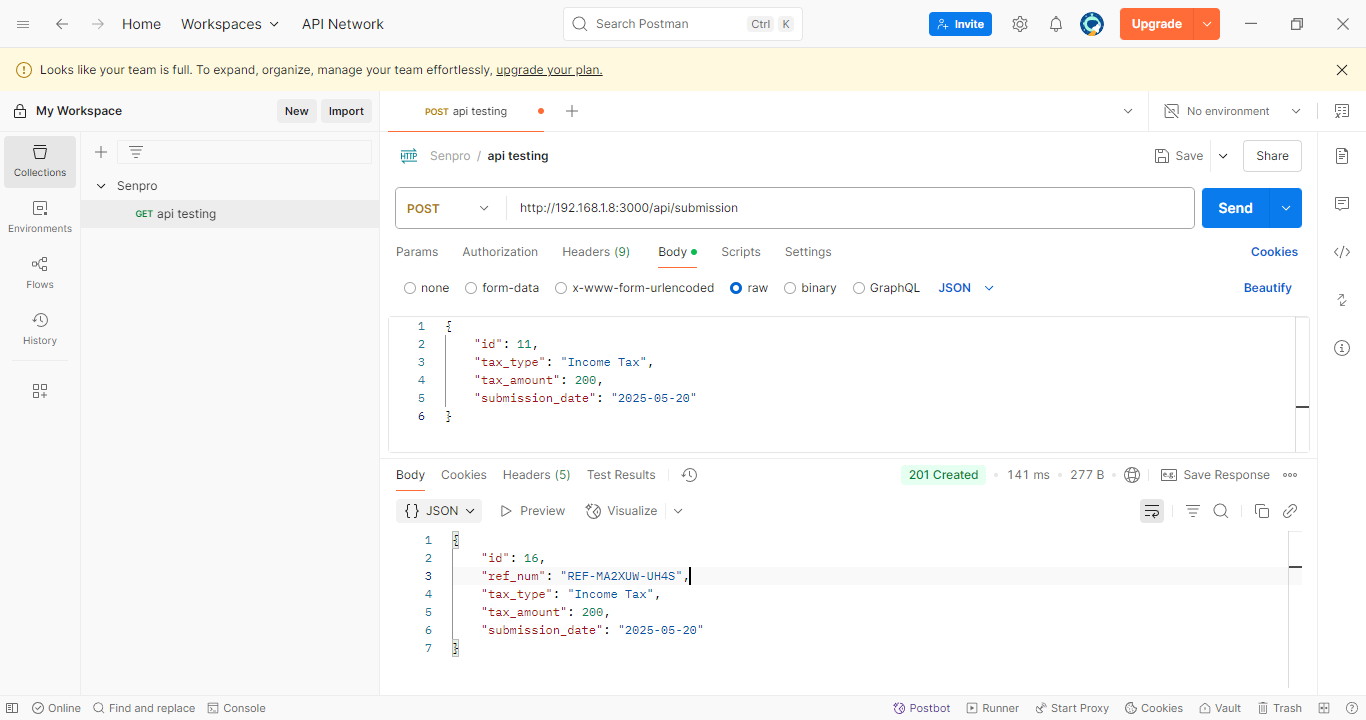 Home Workspaces API Network Search Postman Ctrl K Invite Upgrade
Looks like your team is full. To expand, organize, manage your team effortlessly, upgrade your plan.
My Workspace New Import POST api testing No environment
Collections
Environments
Flows
History
Senpro
GET api testing
HTTP Senpro / api testing Save Share
POST http://192.168.1.8:3000/api/submission Send
Params Authorization Headers (9) Body Scripts Settings Cookies
none form-data x-www-form-urlencoded raw binary GraphQL JSON Beautify
1 {
2 "id": 11,
3 "tax_type": "Income Tax",
4 "tax_amount": 200,
5 "submission_date": "2025-05-20"
6 }
Body Cookies Headers (5) Test Results 201 Created 141 ms 277 B e.g. Save Response
{} JSON Preview Visualize
1 {
2 "id": 16,
3 "ref_num": "REF-MA2XUW-UH4S",
4 "tax_type": "Income Tax",
5 "tax_amount": 200,
6 "submission_date": "2025-05-20"
7 }
Online Find and replace Console Postbot Runner Start Proxy Cookies Vault Trash